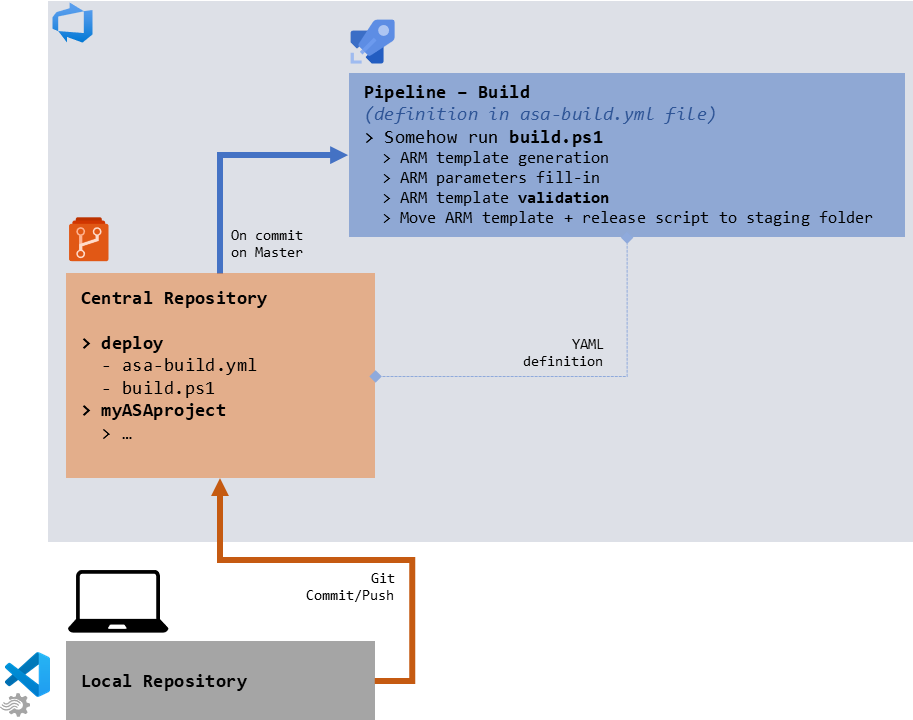 Pipeline – Build
(definition in asa-build.yml file)
> Somehow run build.ps1
> ARM template generation
> ARM parameters fill-in
> ARM template validation
> Move ARM template + release script to staging folder
On commit
on Master
Central Repository
> deploy
- asa-build.yml
- build.ps1
> myASAproject
> …
YAML
definition
Git
Commit/Push
Local Repository